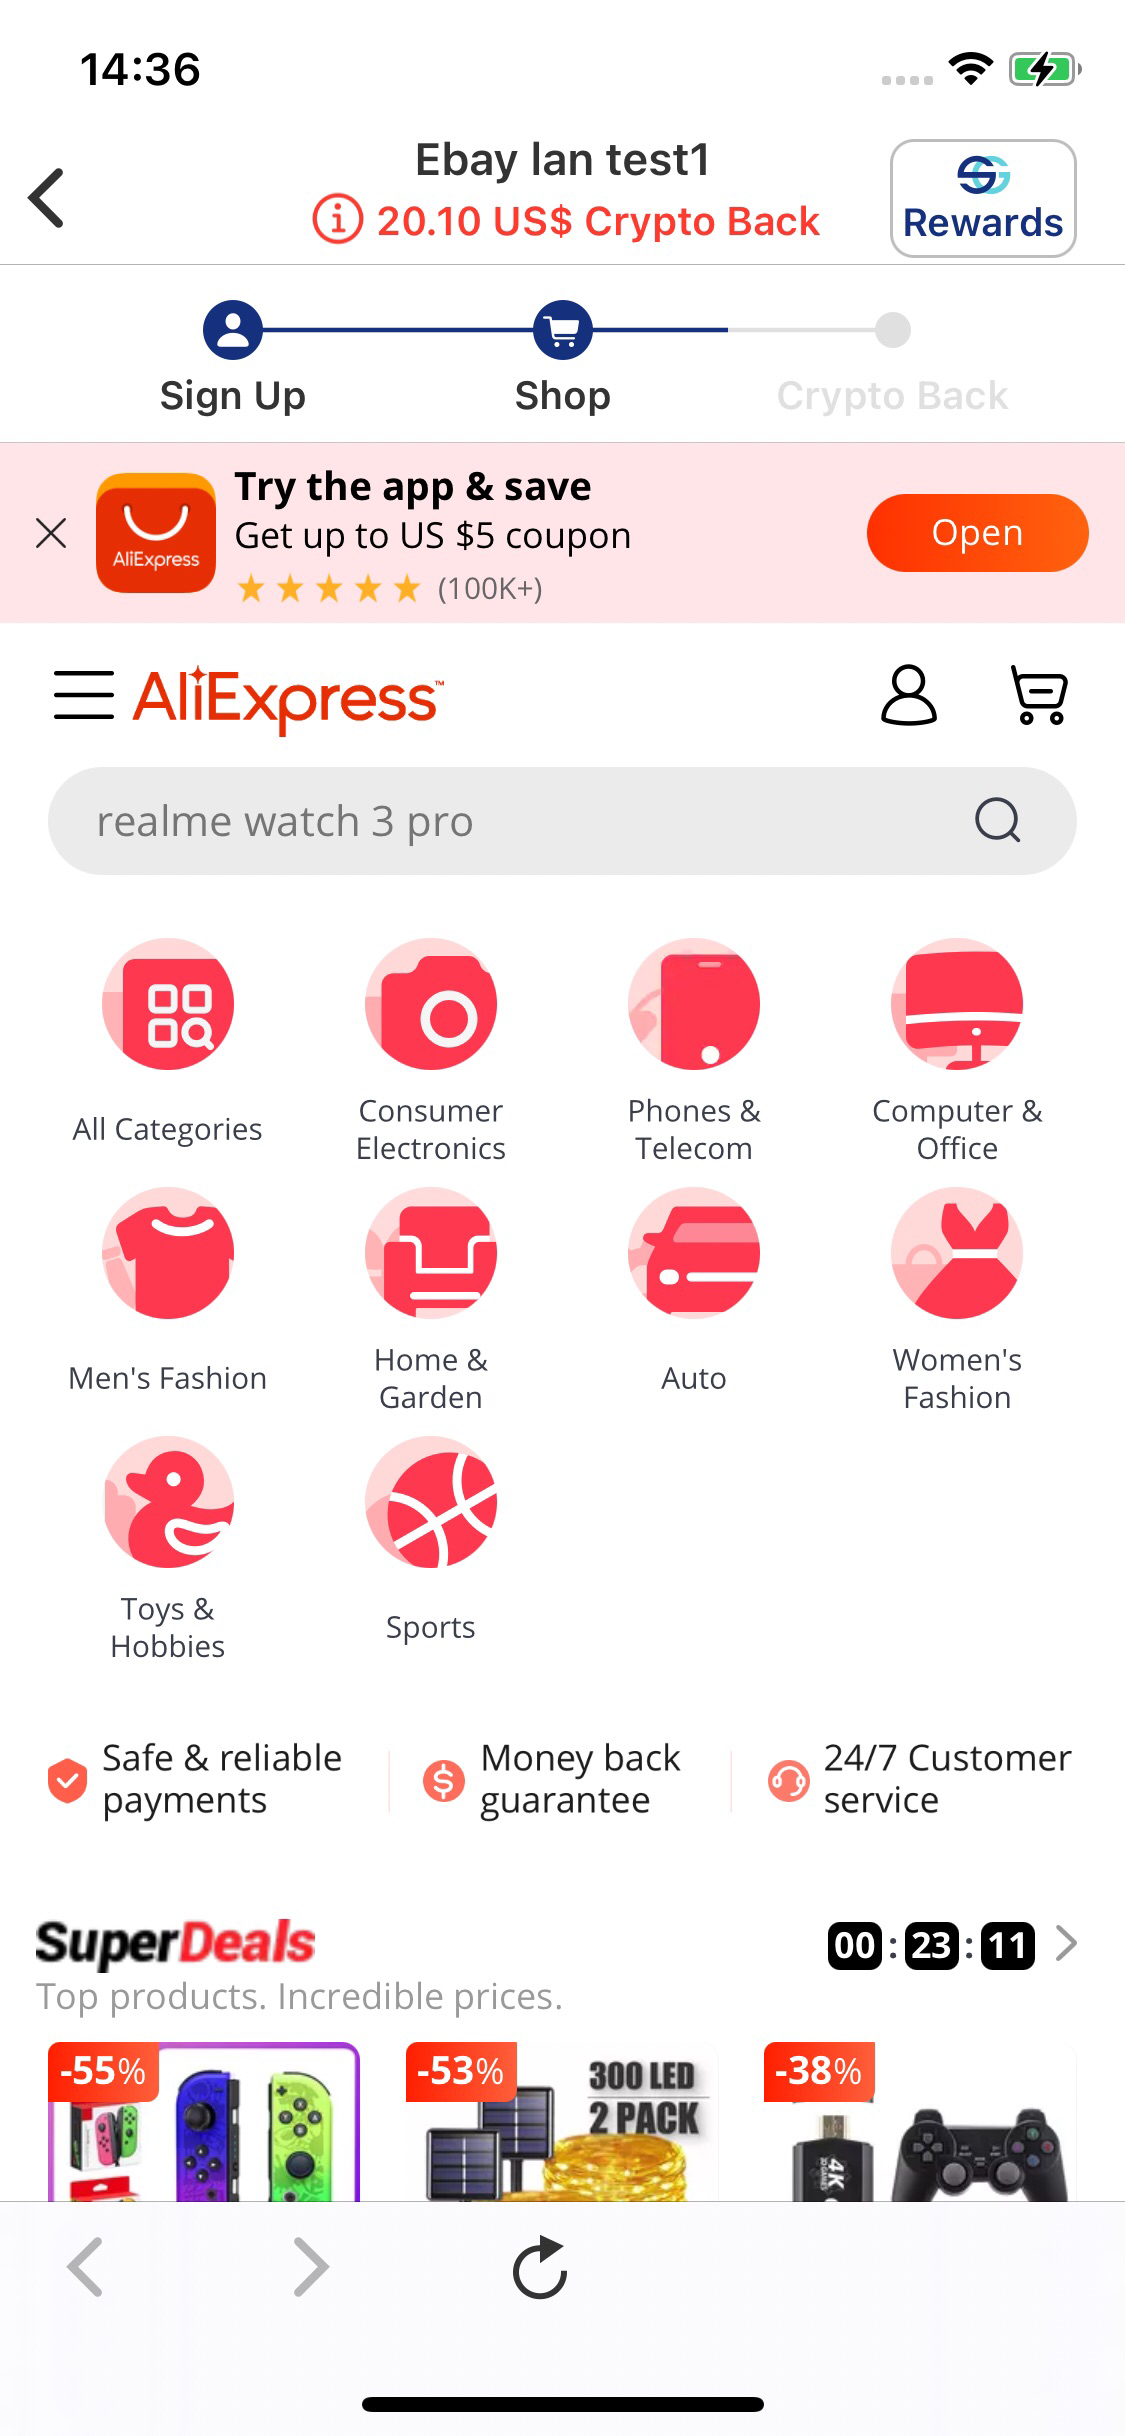 14:36
Ebay lan test1
20.10 US$ Crypto Back
Rewards
Sign Up
Shop
Crypto Back
Try the app & save
Get up to US $5 coupon
(100K+)
AliExpress
Open
AliExpress™
realme watch 3 pro
All Categories
Consumer
Electronics
Phones &
Telecom
Computer &
Office
Men's Fashion
Home &
Garden
Auto
Women's
Fashion
Toys &
Hobbies
Sports
Safe & reliable
payments
Money back
guarantee
24/7 Customer
service
SuperDeals
00 : 23 : 11
Top products. Incredible prices.
-55%
-53%
300 LED
2 PACK
-38%
4K